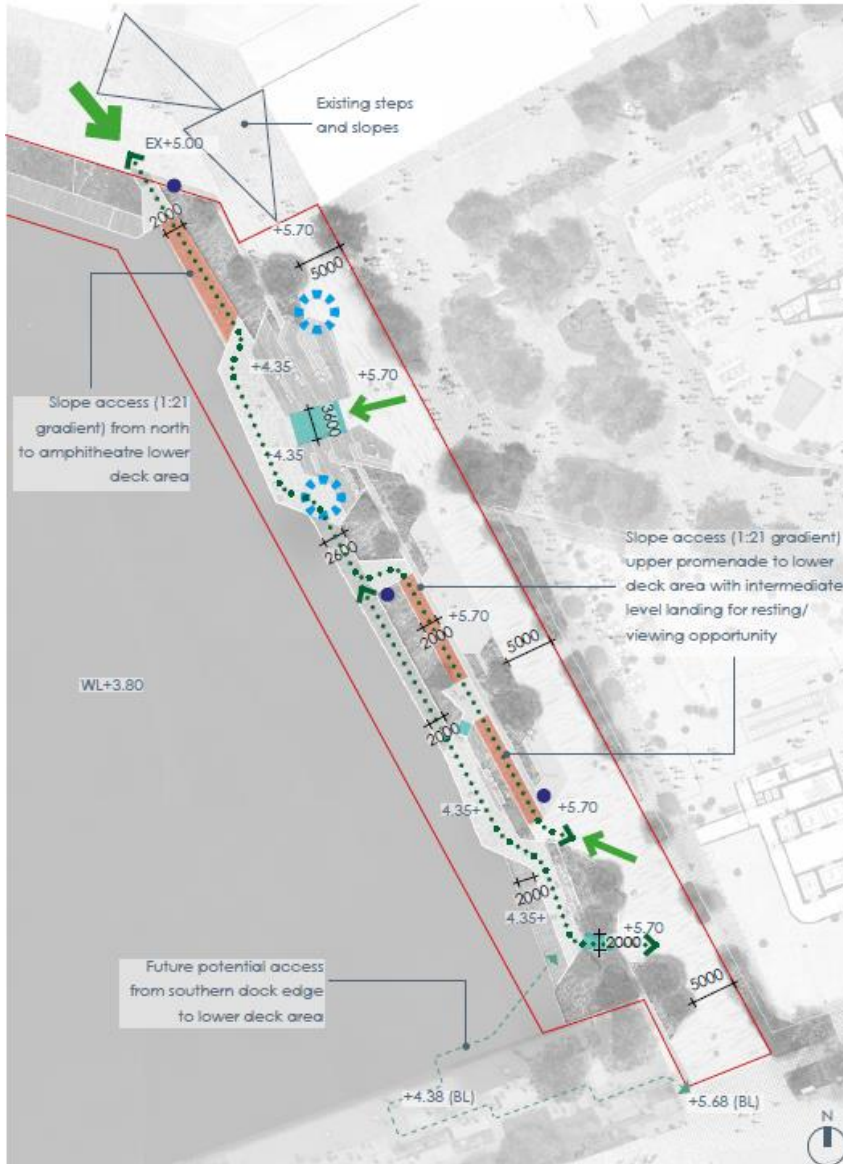 Existing steps
and slopes
EX+5.00
2000
+5.70
5000
+4.35
+5.70
3600
+4.35
Slope access (1:21
gradient) from north
to amphitheatre lower
deck area
2600
Slope access (1:21 gradient)
upper promenade to lower
deck area with intermediate
level landing for resting/
viewing opportunity
+5.70
2000
5000
WL+3.80
2000
4.35+
+5.70
2000
4.35+
+5.70
2000
Future potential access
from southern dock edge
to lower deck area
5000
+4.38 (BL)
+5.68 (BL)
N